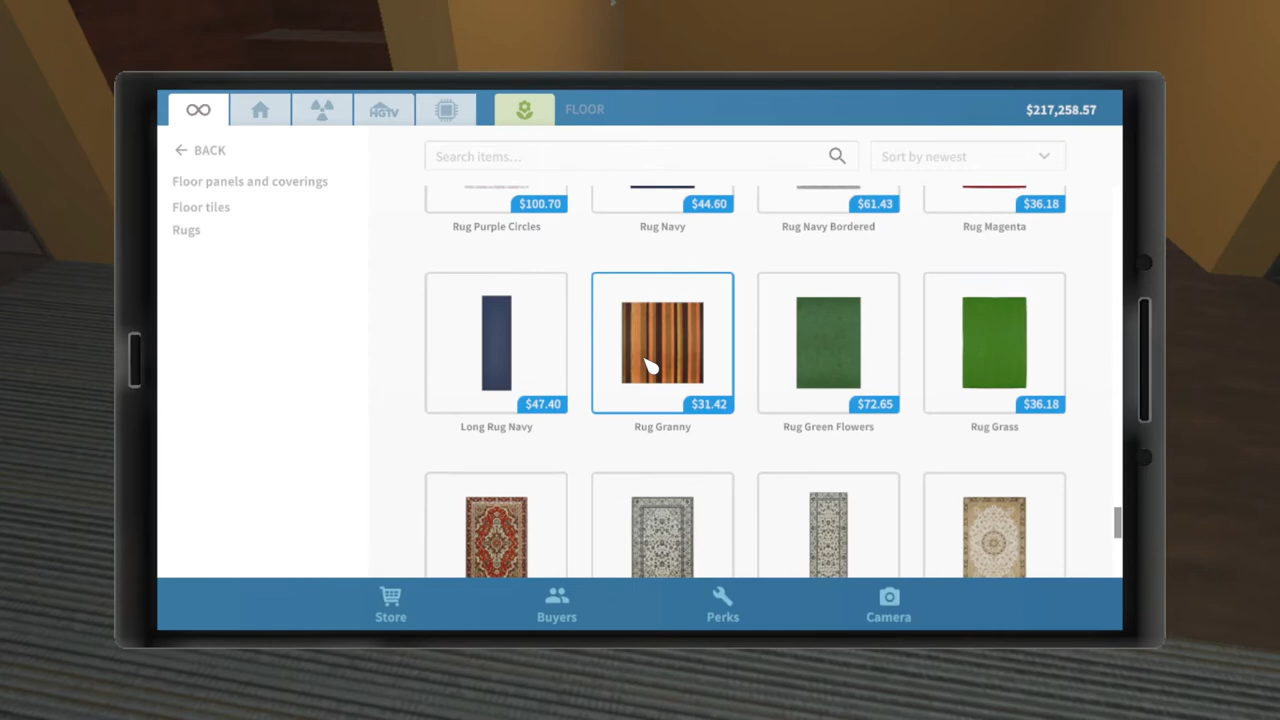 HGTV
FLOOR
$217,258.57
BACK
Search items...
Sort by newest
Floor panels and coverings
Floor tiles
Rugs
$100.70
$44.60
$61.43
$36.18
Rug Purple Circles
Rug Navy
Rug Navy Bordered
Rug Magenta
$47.40
$31.42
$72.65
$36.18
Long Rug Navy
Rug Granny
Rug Green Flowers
Rug Grass
Store
Buyers
Perks
Camera